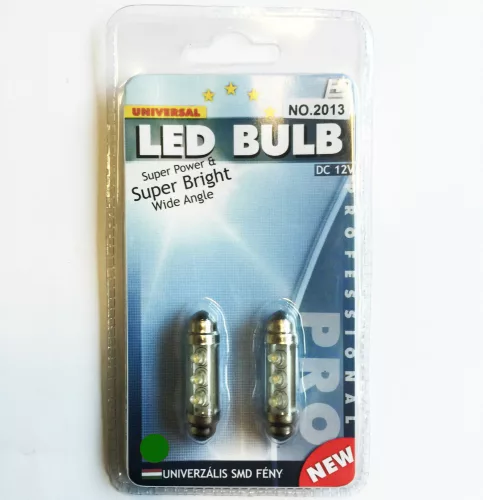 UNIVERSAL
NO.2013
LED BULB
DC 12V
Super Power &
Super Bright
Wide Angle
PROFESSIONAL
PRO
NEW
UNIVERZÁLIS SMD FÉNY